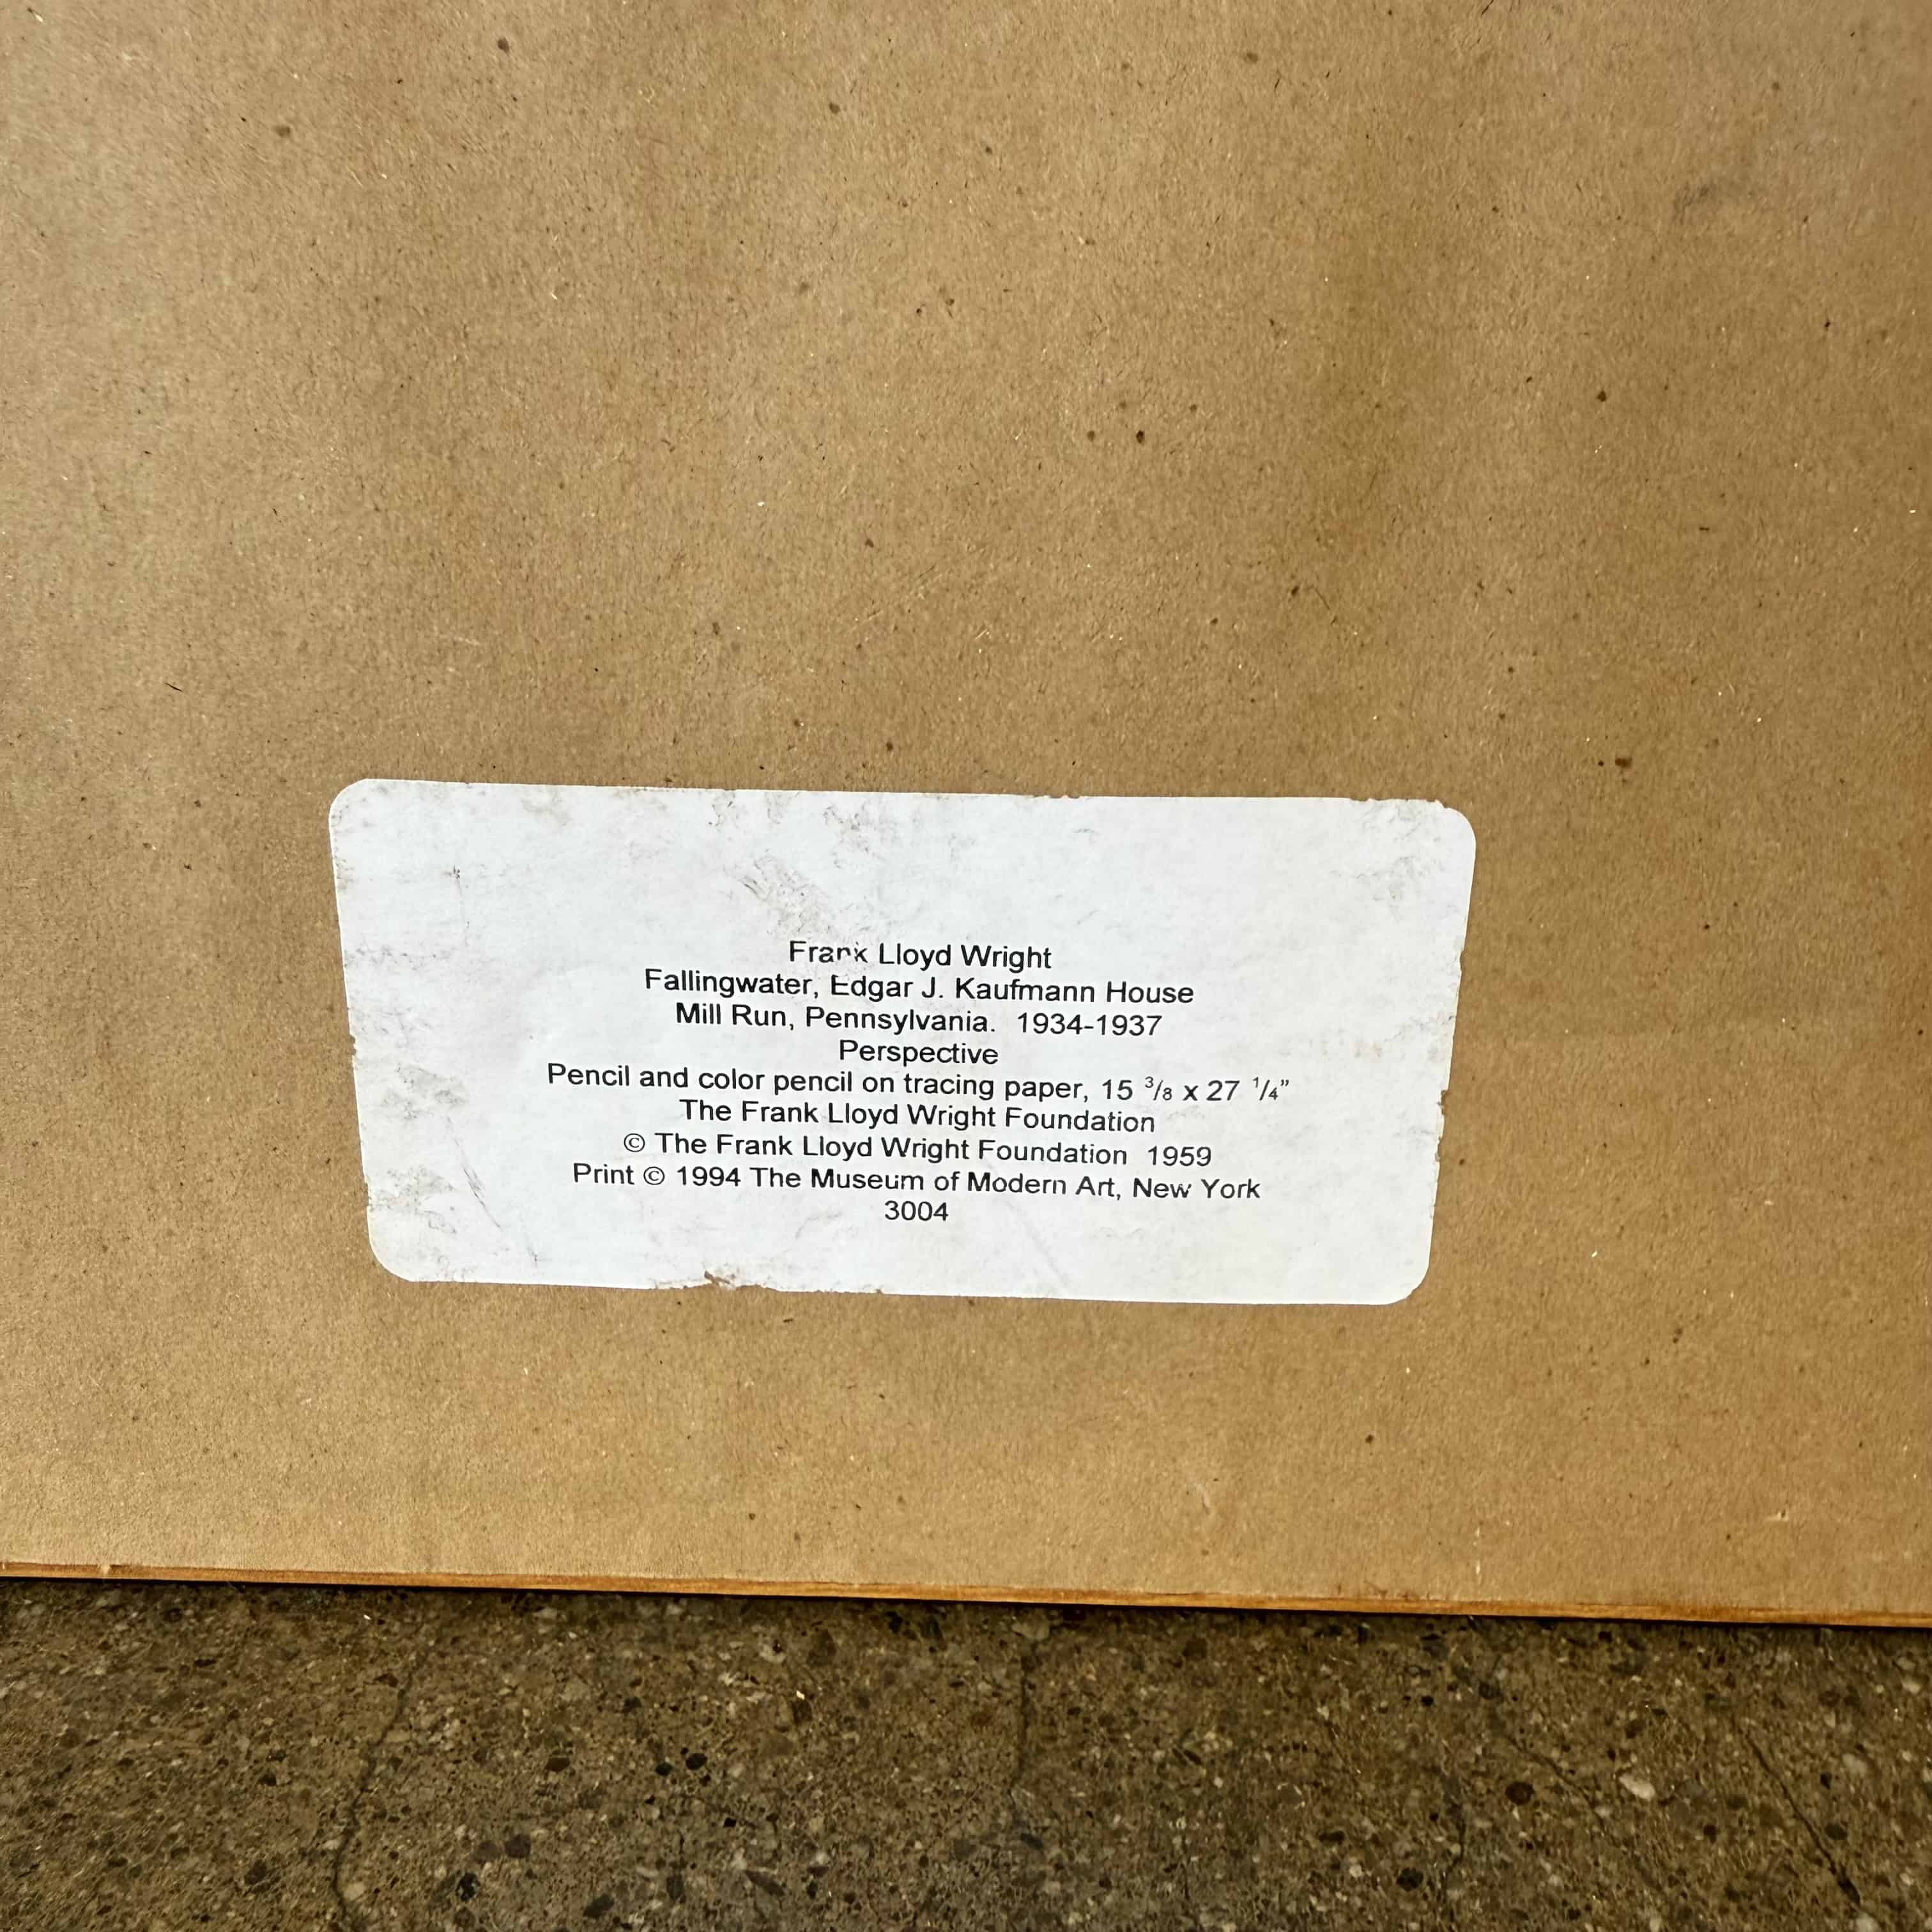 Frank Lloyd Wright
Fallingwater, Edgar J. Kaufmann House
Mill Run, Pennsylvania.  1934-1937
Perspective
Pencil and color pencil on tracing paper, 15 3/8 x 27 1/4”
The Frank Lloyd Wright Foundation
© The Frank Lloyd Wright Foundation  1959
Print © 1994 The Museum of Modern Art, New York
3004